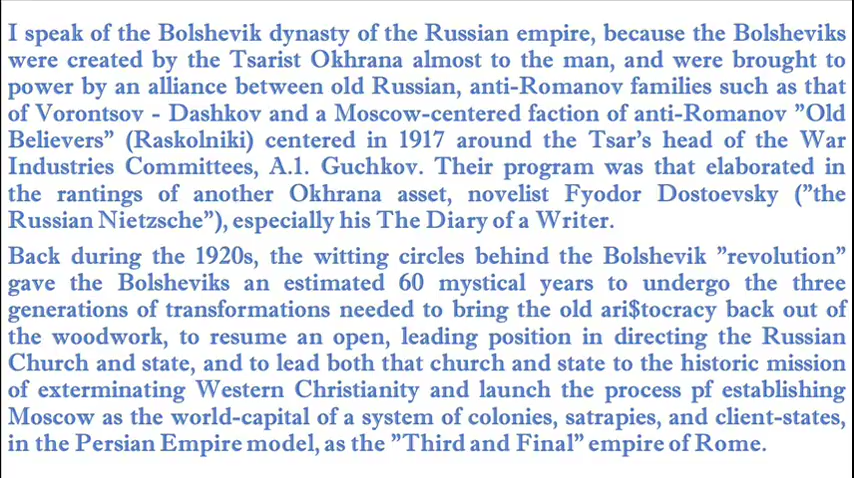 I speak of the Bolshevik dynasty of the Russian empire, because the Bolsheviks
were created by the Tsarist Okhrana almost to the man, and were brought to
power by an alliance between old Russian, anti-Romanov families such as that
of Vorontsov - Dashkov and a Moscow-centered faction of anti-Romanov ”Old
Believers” (Raskolniki) centered in 1917 around the Tsar’s head of the War
Industries Committees, A.1. Guchkov. Their program was that elaborated in
the rantings of another Okhrana asset, novelist Fyodor Dostoevsky (”the
Russian Nietzsche”), especially his The Diary of a Writer.
Back during the 1920s, the witting circles behind the Bolshevik ”revolution”
gave the Bolsheviks an estimated 60 mystical years to undergo the three
generations of transformations needed to bring the old ari$tocracy back out of
the woodwork, to resume an open, leading position in directing the Russian
Church and state, and to lead both that church and state to the historic mission
of exterminating Western Christianity and launch the process pf establishing
Moscow as the world-capital of a system of colonies, satrapies, and client-states,
in the Persian Empire model, as the ”Third and Final” empire of Rome.